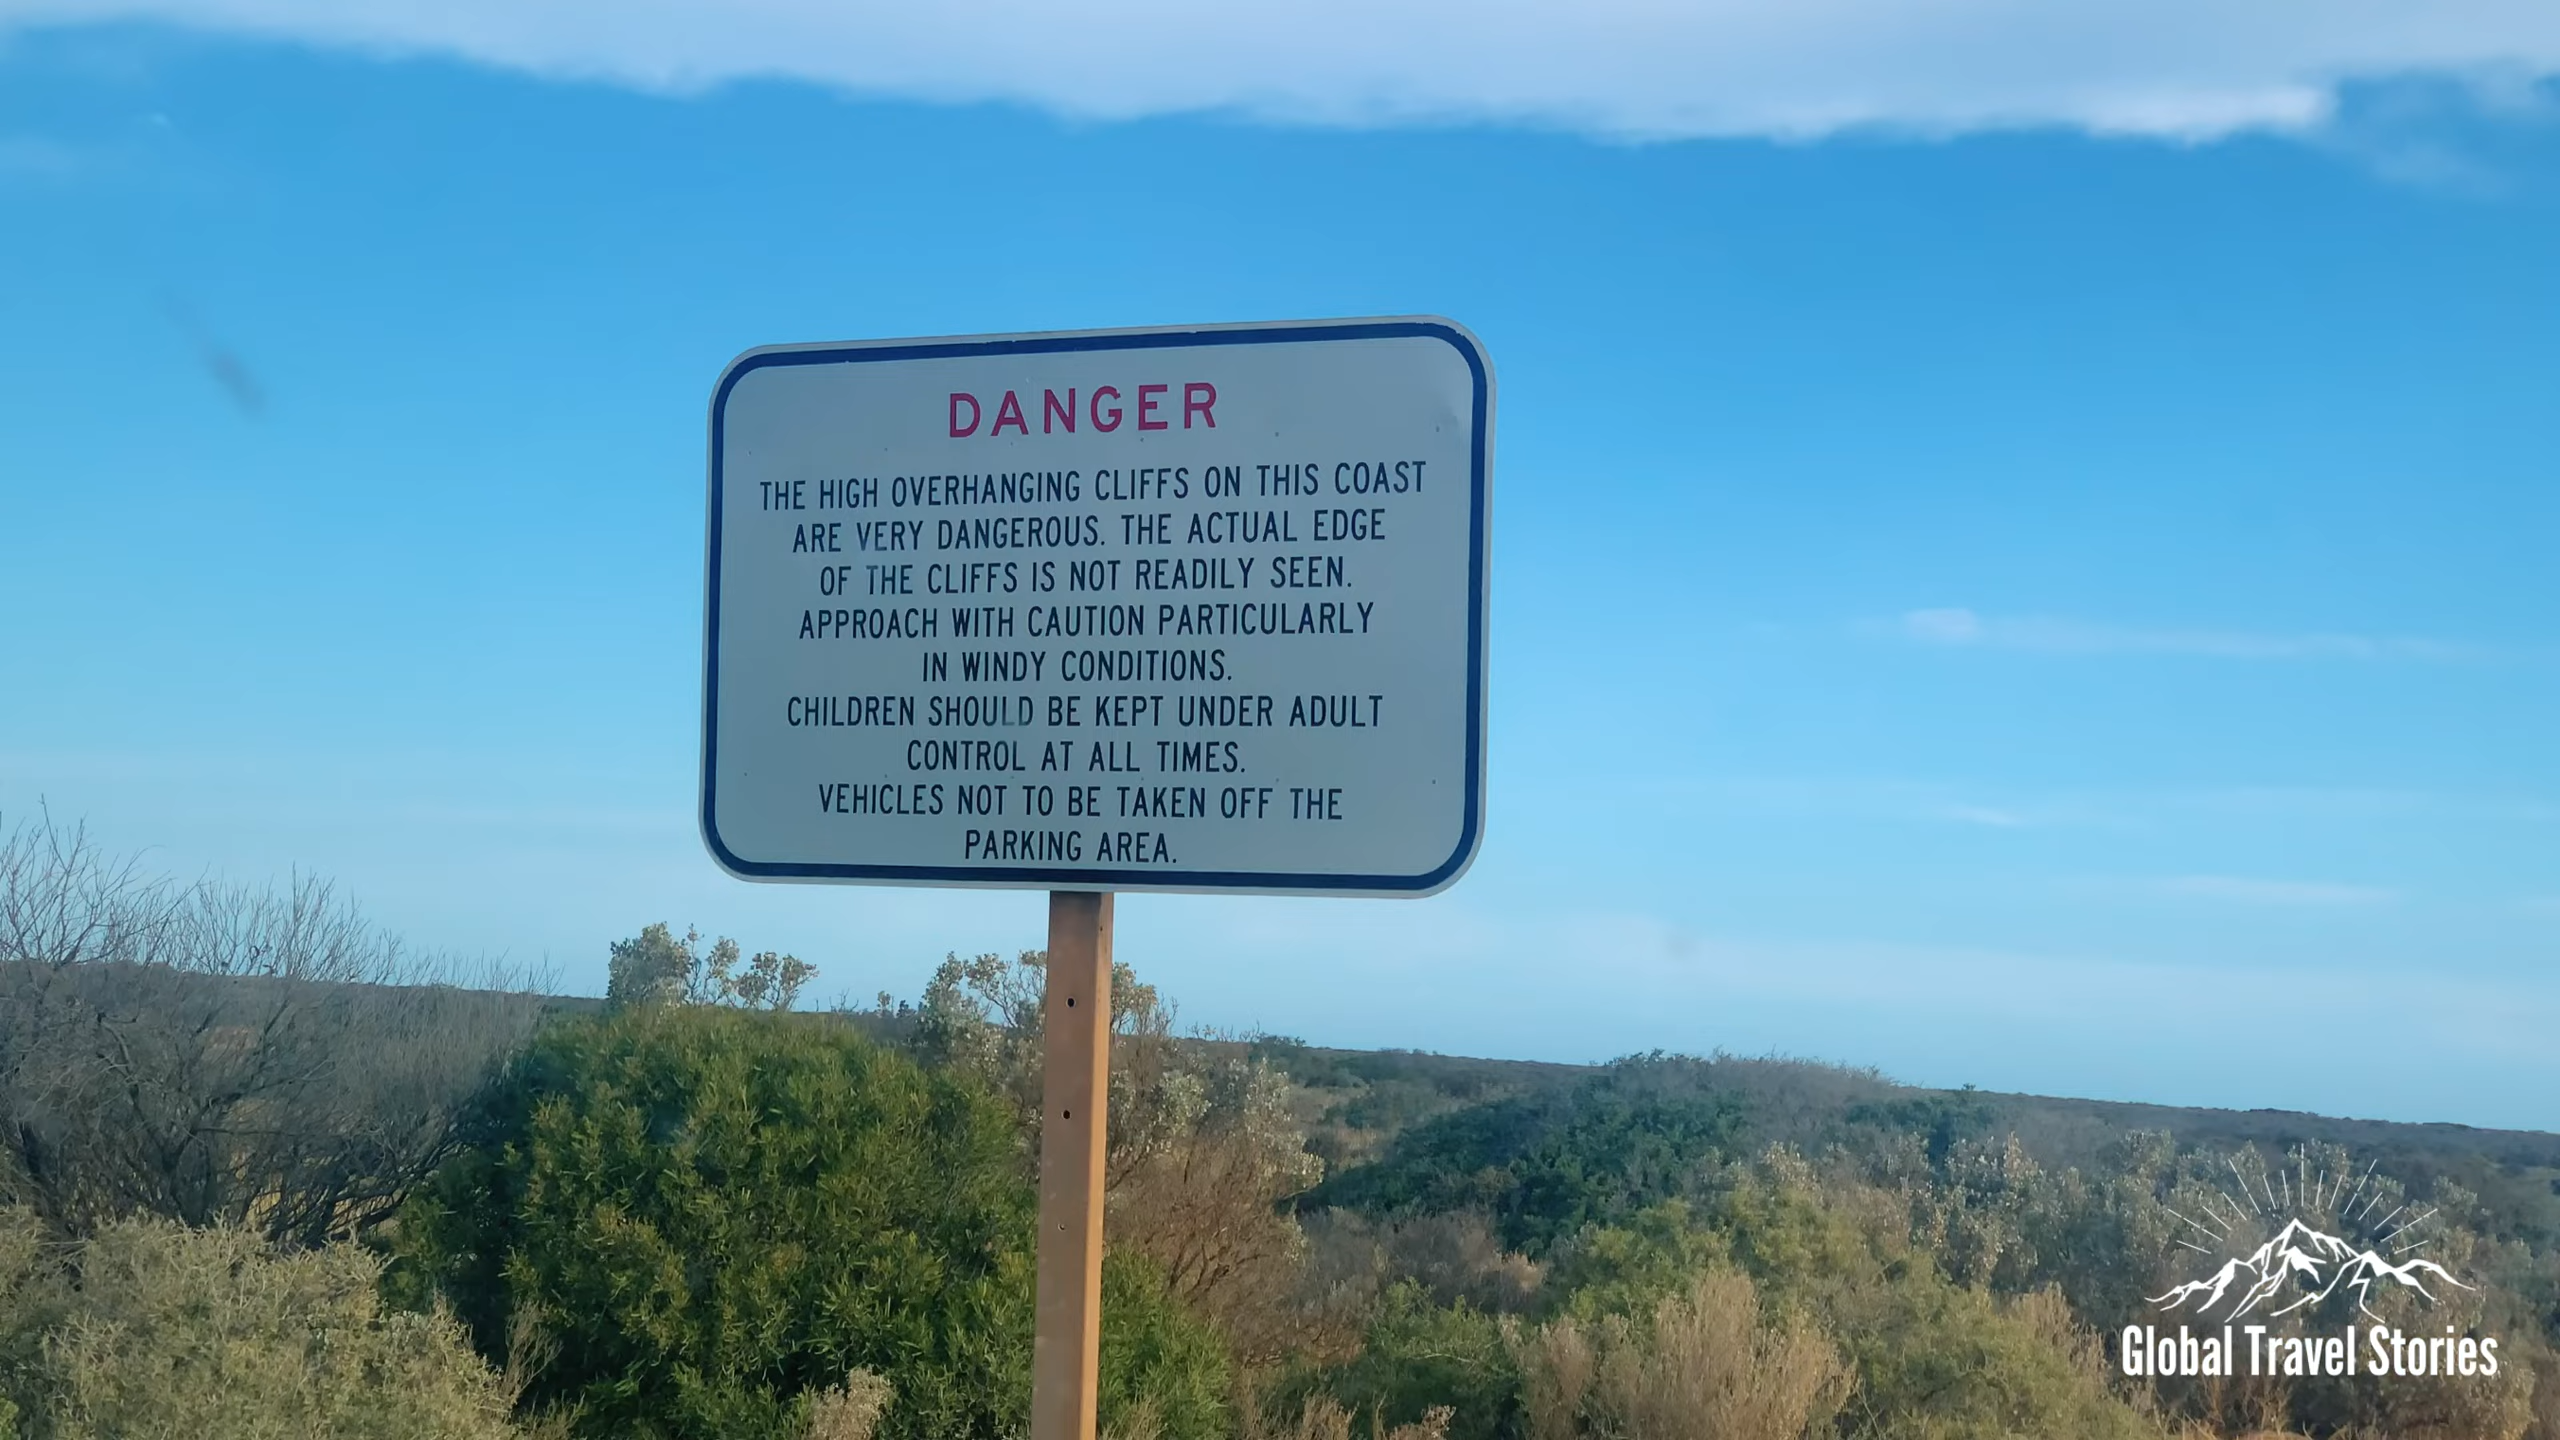 DANGER
THE HIGH OVERHANGING CLIFFS ON THIS COAST
ARE VERY DANGEROUS. THE ACTUAL EDGE
OF THE CLIFFS IS NOT READILY SEEN.
APPROACH WITH CAUTION PARTICULARLY
IN WINDY CONDITIONS.
CHILDREN SHOULD BE KEPT UNDER ADULT
CONTROL AT ALL TIMES.
VEHICLES NOT TO BE TAKEN OFF THE
PARKING AREA.
Global Travel Stories